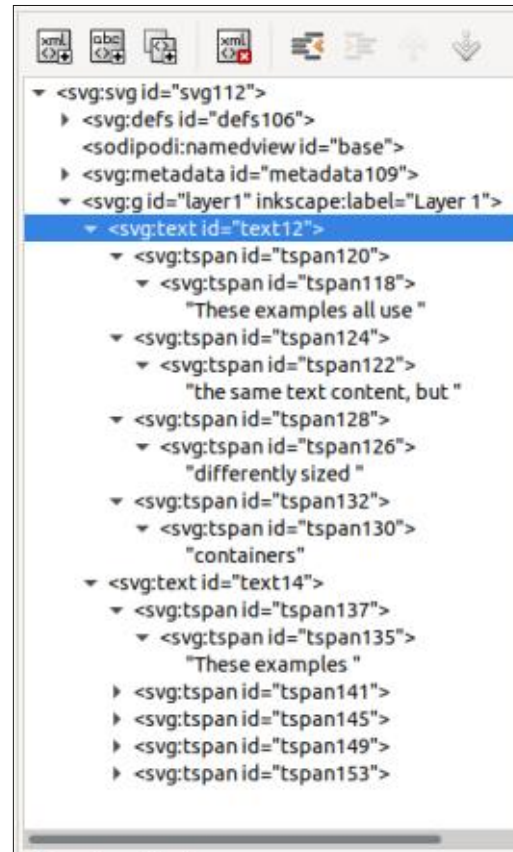 xml
abc
xml
<svg:svg id="svg112">
<svg:defs id="defs106">
<sodipodi:namedview id="base">
<svg:metadata id="metadata109">
<svg:g id="layer1" inkscape:label="Layer 1">
<svg:text id="text12">
<svg:tspan id="tspan120">
<svg:tspan id="tspan118">
"These examples all use "
<svg:tspan id="tspan124">
<svg:tspan id="tspan122">
"the same text content, but "
<svg:tspan id="tspan128">
<svg:tspan id="tspan126">
"differently sized "
<svg:tspan id="tspan132">
<svg:tspan id="tspan130">
"containers"
<svg:text id="text14">
<svg:tspan id="tspan137">
<svg:tspan id="tspan135">
"These examples "
<svg:tspan id="tspan141">
<svg:tspan id="tspan145">
<svg:tspan id="tspan149">
<svg:tspan id="tspan153">